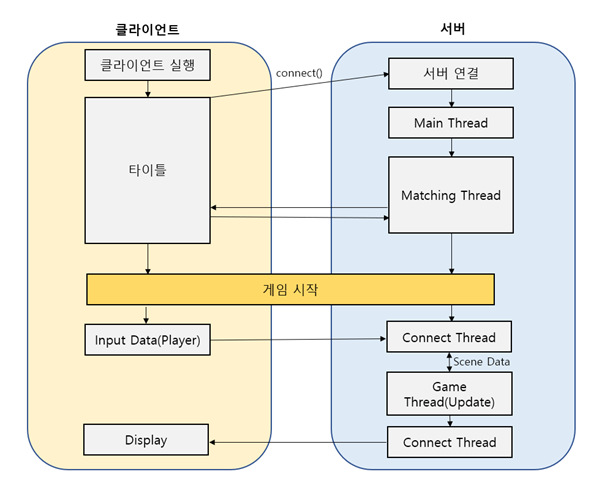 클라이언트
서버
클라이언트 실행
connect()
서버 연결
Main Thread
타이틀
Matching Thread
게임 시작
Input Data(Player)
Connect Thread
Scene Data
Game
Thread(Update)
Display
Connect Thread